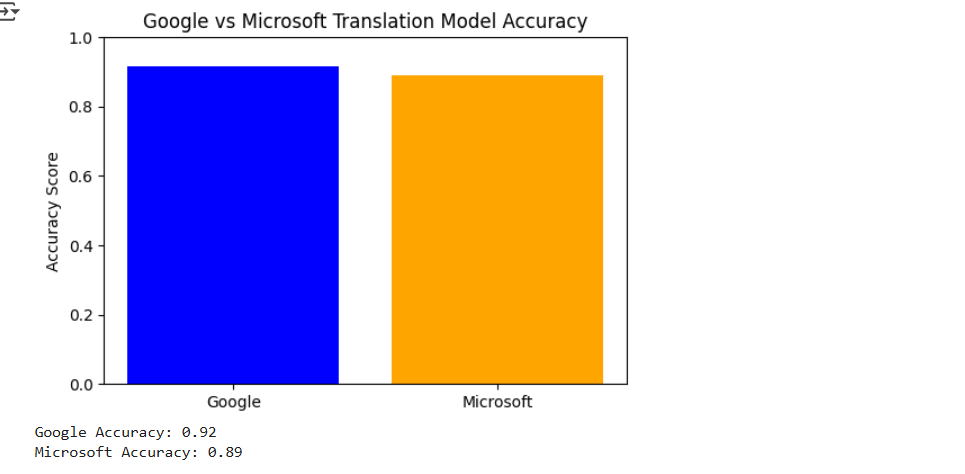 Google vs Microsoft Translation Model Accuracy
1.0
0.8
0.6
0.4
0.2
0.0
Accuracy Score
Google Microsoft
Google Accuracy: 0.92
Microsoft Accuracy: 0.89